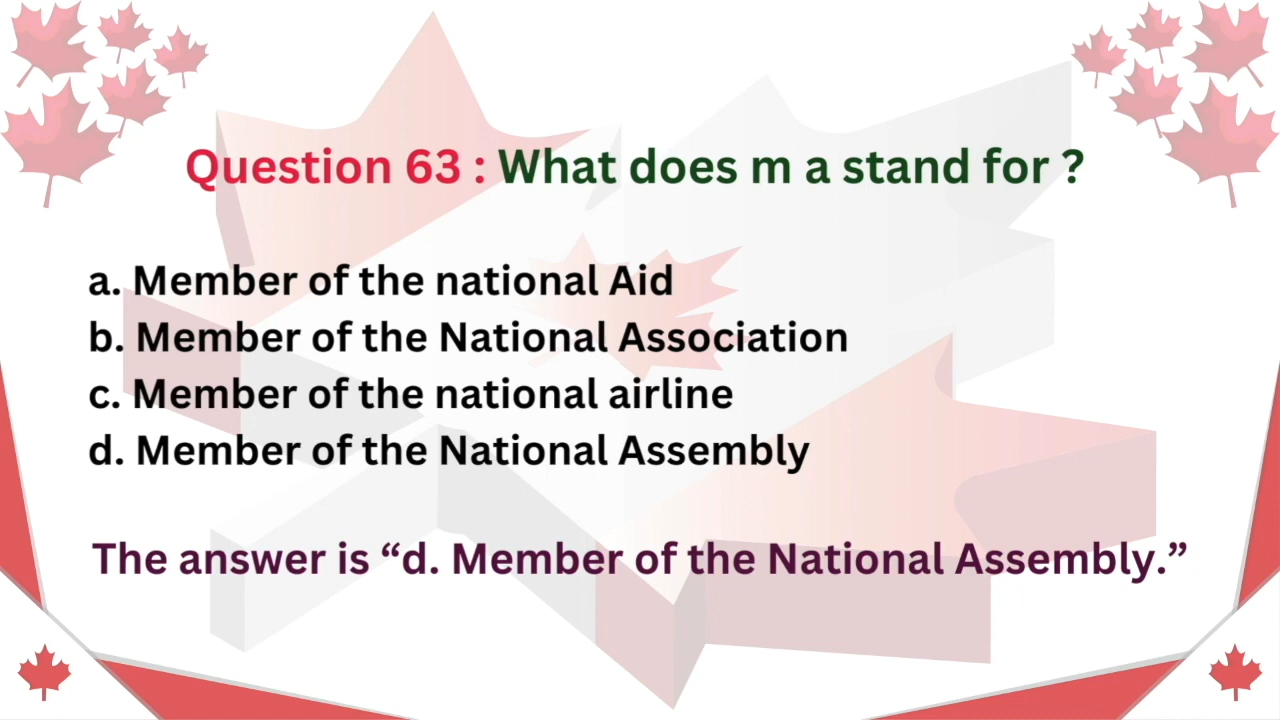 Question 63 : What does m a stand for ?
a. Member of the national Aid
b. Member of the National Association
c. Member of the national airline
d. Member of the National Assembly
The answer is “d. Member of the National Assembly.”